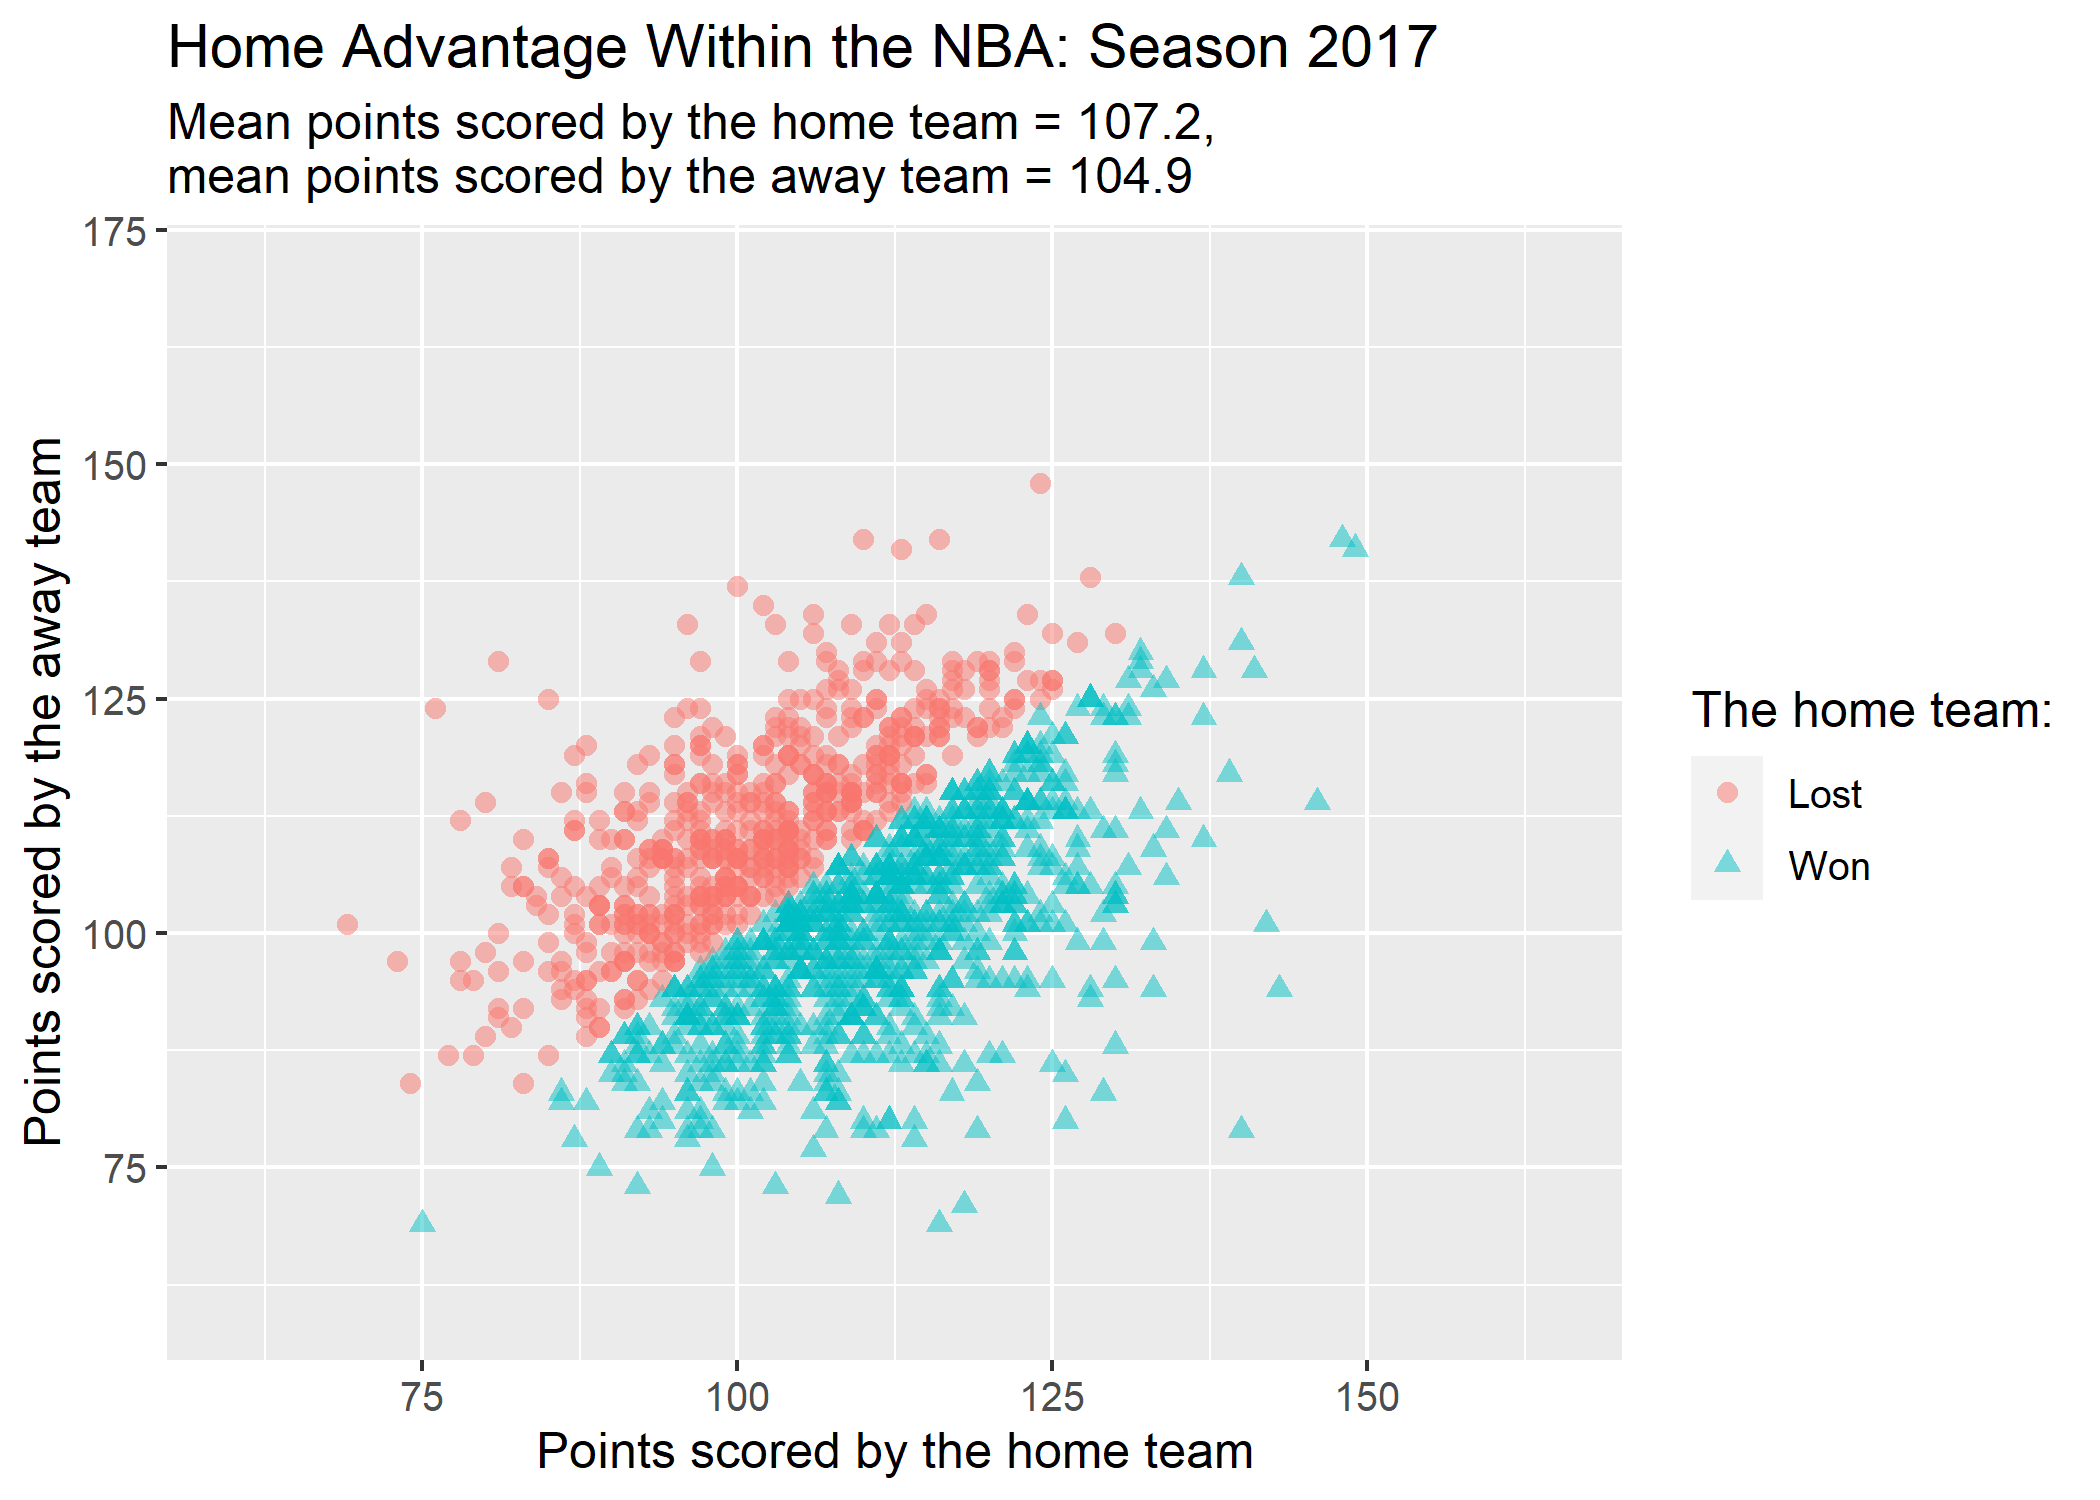 Home Advantage Within the NBA: Season 2017
Mean points scored by the home team = 107.2,
mean points scored by the away team = 104.9
175
150
125
100
75
Points scored by the away team
75
100
125
150
Points scored by the home team
The home team:
Lost
Won